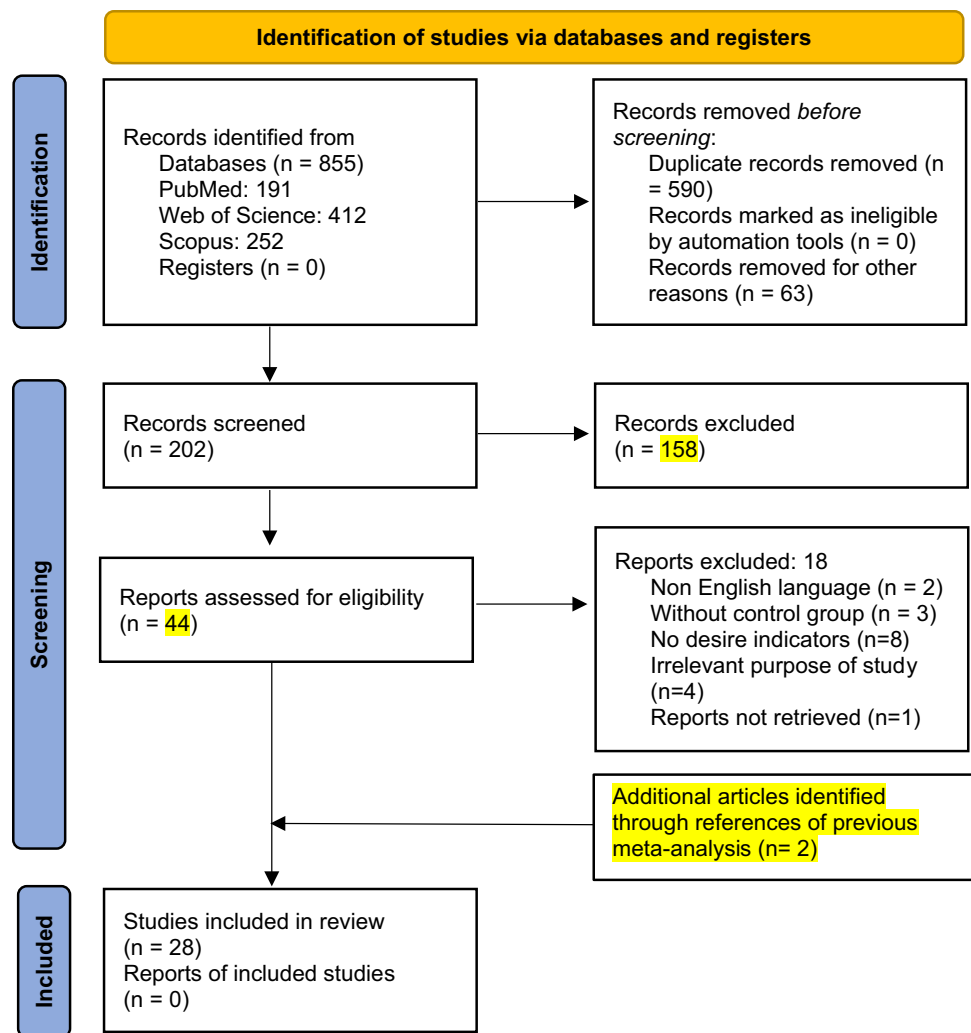 Identification of studies via databases and registers
Identification
Records identified from
Databases (n = 855)
PubMed: 191
Web of Science: 412
Scopus: 252
Registers (n = 0)
Records removed before
screening:
Duplicate records removed (n
= 590)
Records marked as ineligible
by automation tools (n = 0)
Records removed for other
reasons (n = 63)
Screening
Records screened
(n = 202)
Records excluded
(n = 158)
Reports assessed for eligibility
(n = 44)
Reports excluded: 18
Non English language (n = 2)
Without control group (n = 3)
No desire indicators (n=8)
Irrelevant purpose of study
(n=4)
Reports not retrieved (n=1)
Additional articles identified
through references of previous
meta-analysis (n= 2)
Included
Studies included in review
(n = 28)
Reports of included studies
(n = 0)